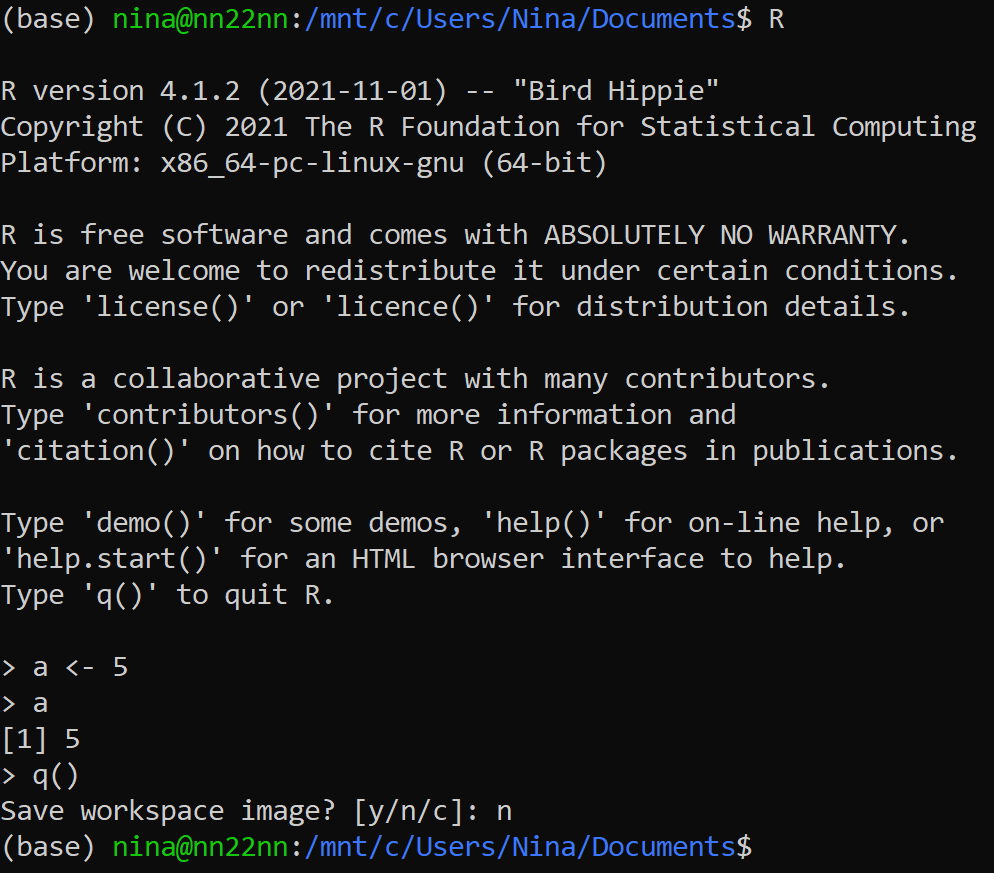 (base) nina@nn22nn:/mnt/c/Users/Nina/Documents$ R
R version 4.1.2 (2021-11-01) -- "Bird Hippie"
Copyright (C) 2021 The R Foundation for Statistical Computing
Platform: x86_64-pc-linux-gnu (64-bit)
R is free software and comes with ABSOLUTELY NO WARRANTY.
You are welcome to redistribute it under certain conditions.
Type 'license()' or 'licence()' for distribution details.
R is a collaborative project with many contributors.
Type 'contributors()' for more information and
'citation()' on how to cite R or R packages in publications.
Type 'demo()' for some demos, 'help()' for on-line help, or
'help.start()' for an HTML browser interface to help.
Type 'q()' to quit R.
> a <- 5
> a
[1] 5
> q()
Save workspace image? [y/n/c]: n
(base) nina@nn22nn:/mnt/c/Users/Nina/Documents$